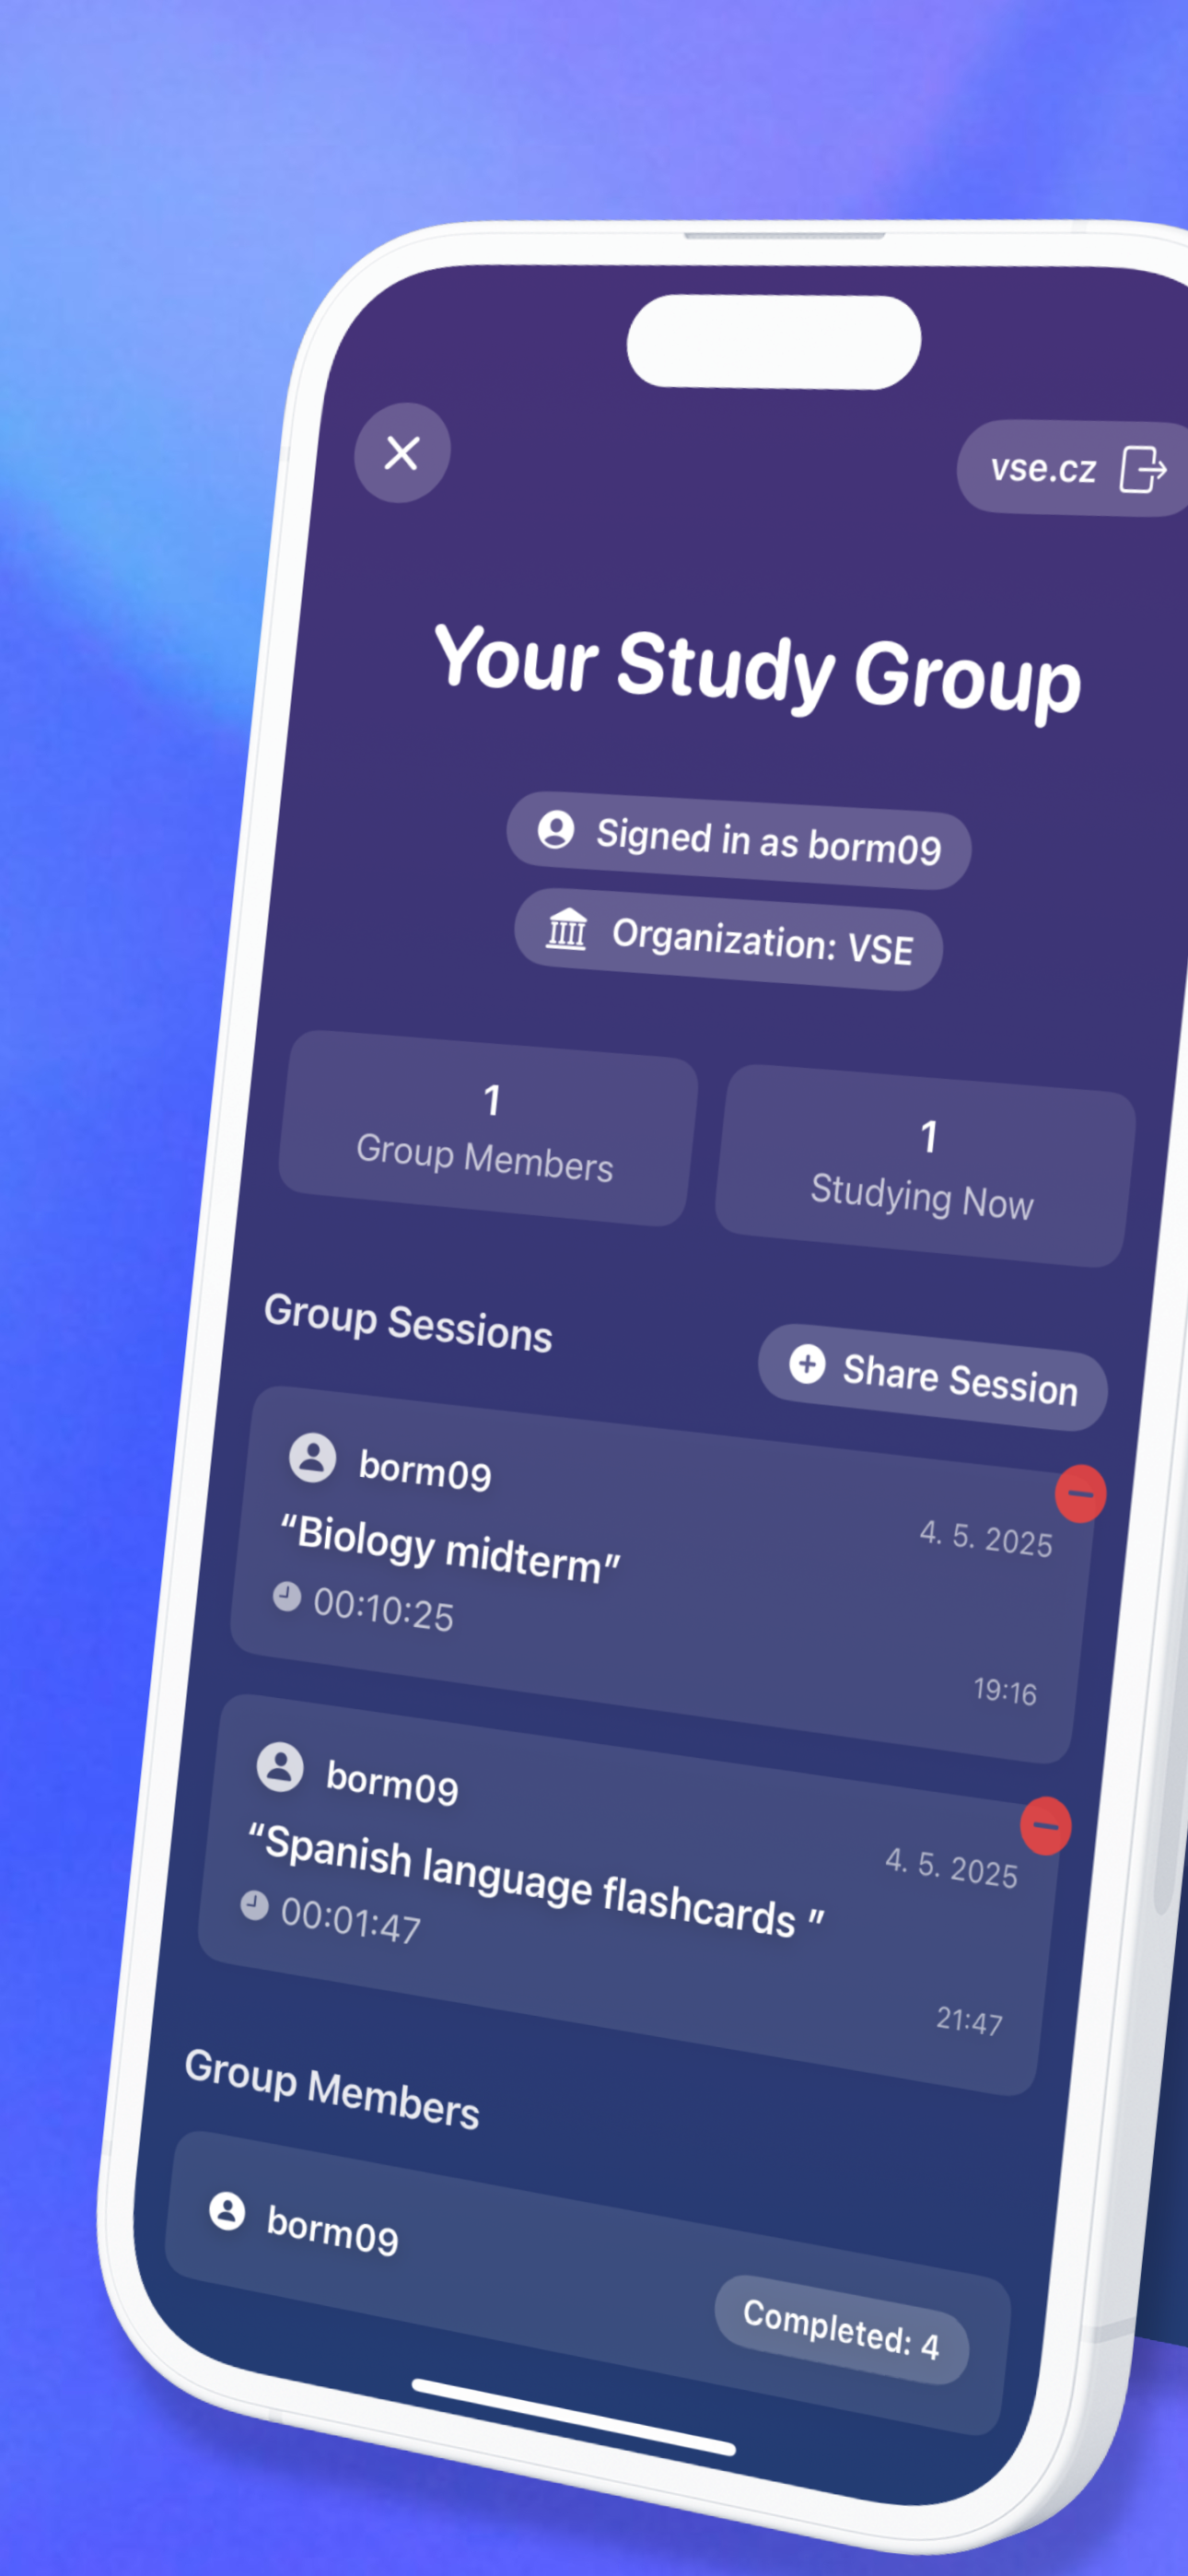 vse.cz
Your Study Group
Signed in as borm09
Organization: VSE
1
Group Members
1
Studying Now
Group Sessions
Share Session
borm09
4. 5. 2025
“Biology midterm”
00:10:25
19:16
borm09
4. 5. 2025
“Spanish language flashcards ”
00:01:47
21:47
Group Members
borm09
Completed: 4